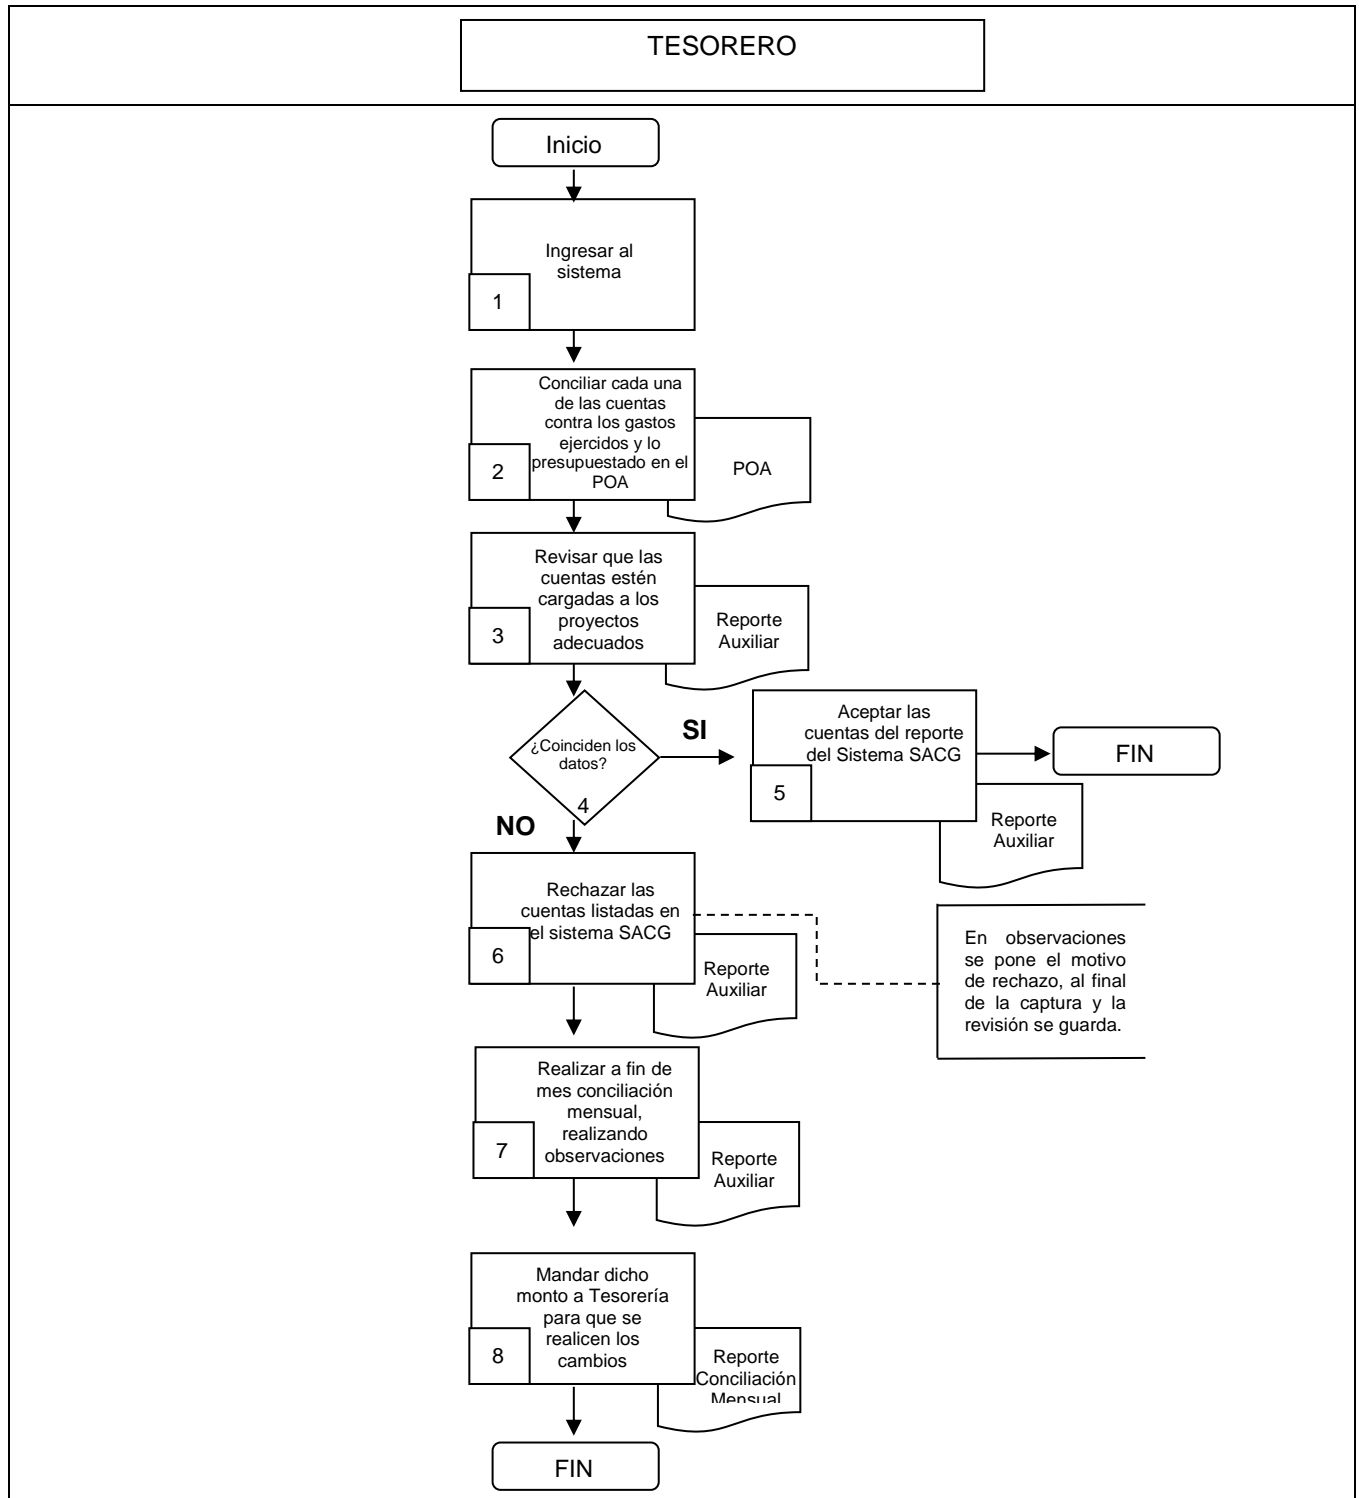 TESORERO
Inicio
Ingresar al
sistema
1
Conciliar cada una
de las cuentas
contra los gastos
ejercidos y lo
presupuestado en el
POA
2
POA
Revisar que las
cuentas estén
cargadas a los
proyectos
adecuados
3
Reporte
Auxiliar
¿Coinciden los
datos?
4
SI
Aceptar las
cuentas del reporte
del Sistema SACG
5
Reporte
Auxiliar
FIN
NO
Rechazar las
cuentas listadas en
el sistema SACG
6
Reporte
Auxiliar
En observaciones
se pone el motivo
de rechazo, al final
de la captura y la
revisión se guarda.
Realizar a fin de
mes conciliación
mensual,
realizando
observaciones
7
Reporte
Auxiliar
Mandar dicho
monto a Tesorería
para que se
realicen los
cambios
8
Reporte
Conciliación
Mensual
FIN